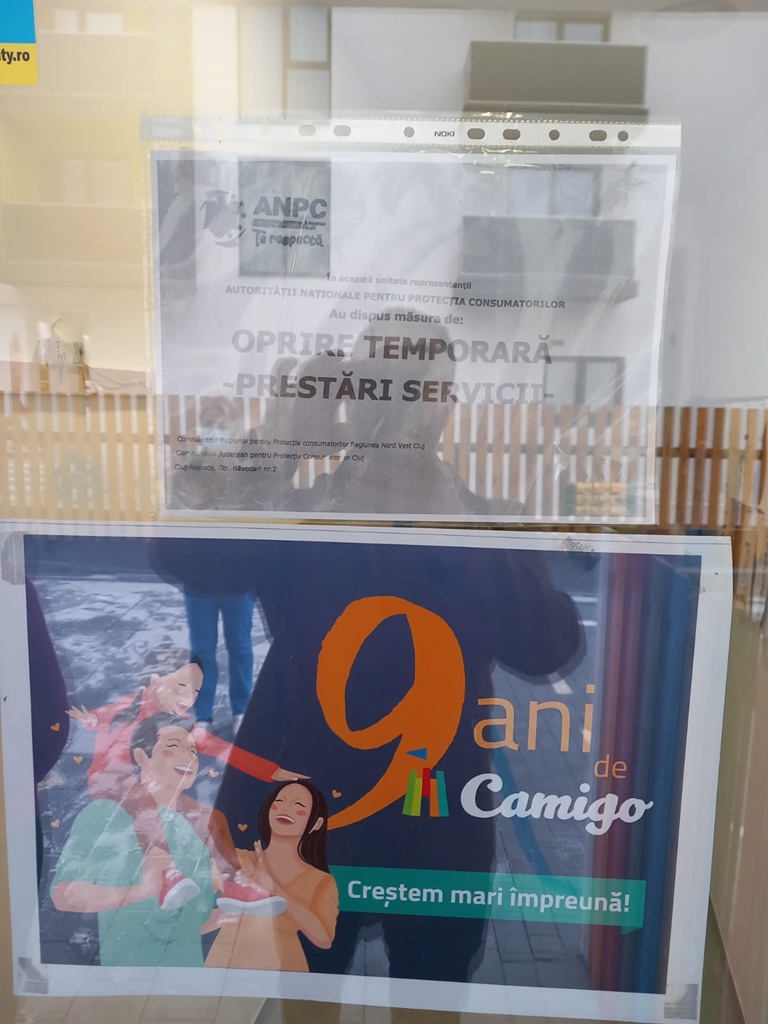 ty.ro
NOKI
ANPC
Te respectă
În această unitate reprezentanții
AUTORITĂȚII NAȚIONALE PENTRU PROTECȚIA CONSUMATORILOR
Au dispus măsura de:
OPRIRE TEMPORARĂ-
-PRESTĂRI SERVICII-
Comisariatul Regional pentru Protecția consumatorilor Regiunea Nord Vest Cluj
Comisariatul Județean pentru Protecția Consumatorilor Cluj
Cluj-Napoca, Str. Năvodari nr.2
9 ani
de
Camigo
Creștem mari împreună!